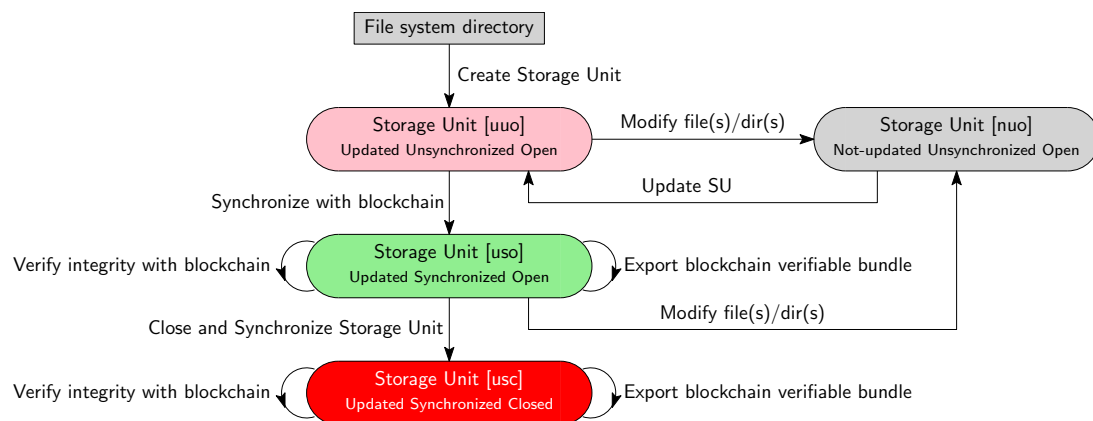 File system directory
Create Storage Unit
Storage Unit [uuo]
Updated Unsynchronized Open
Modify file(s)/dir(s)
Storage Unit [nuo]
Not-updated Unsynchronized Open
Update SU
Synchronize with blockchain
Storage Unit [uso]
Updated Synchronized Open
Verify integrity with blockchain
Export blockchain verifiable bundle
Modify file(s)/dir(s)
Close and Synchronize Storage Unit
Storage Unit [usc]
Updated Synchronized Closed
Verify integrity with blockchain
Export blockchain verifiable bundle